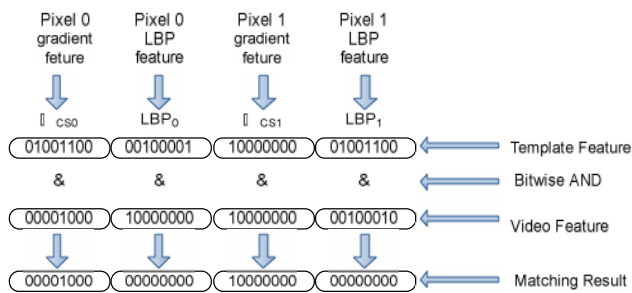 Pixel 0 Pixel 0 Pixel 1 Pixel 1
gradient LBP gradient LBP
feture feature feture feature
CS0 LBP0 CS1 LBP1
01001100 00100001 10000000 01001100 Template Feature
& & & & Bitwise AND
00001000 10000000 10000000 00100010 Video Feature
00001000 00000000 10000000 00000000 Matching Result